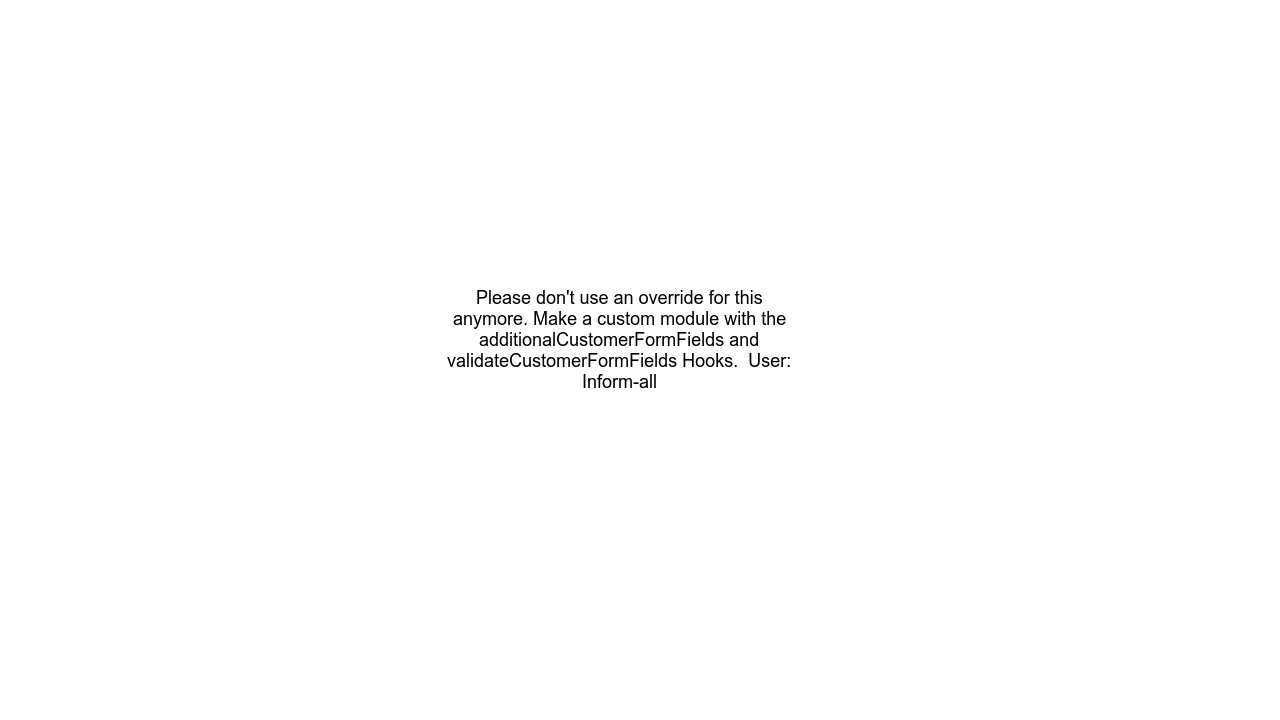 Please don't use an override for this
anymore. Make a custom module with the
additionalCustomerFormFields and
validateCustomerFormFields Hooks.  User:
Inform-all